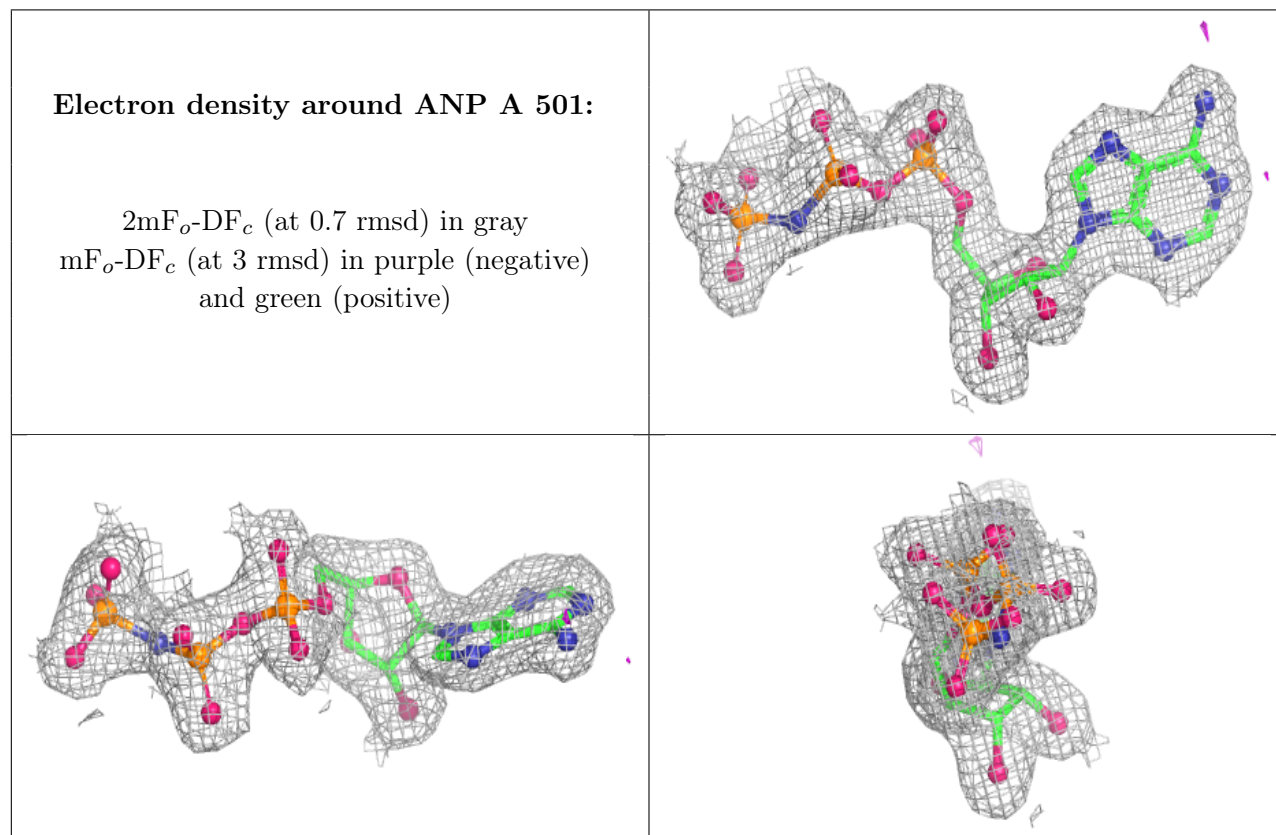 Electron density around ANP A 501:
2mFo-DFc (at 0.7 rmsd) in gray
mFo-DFc (at 3 rmsd) in purple (negative)
and green (positive)